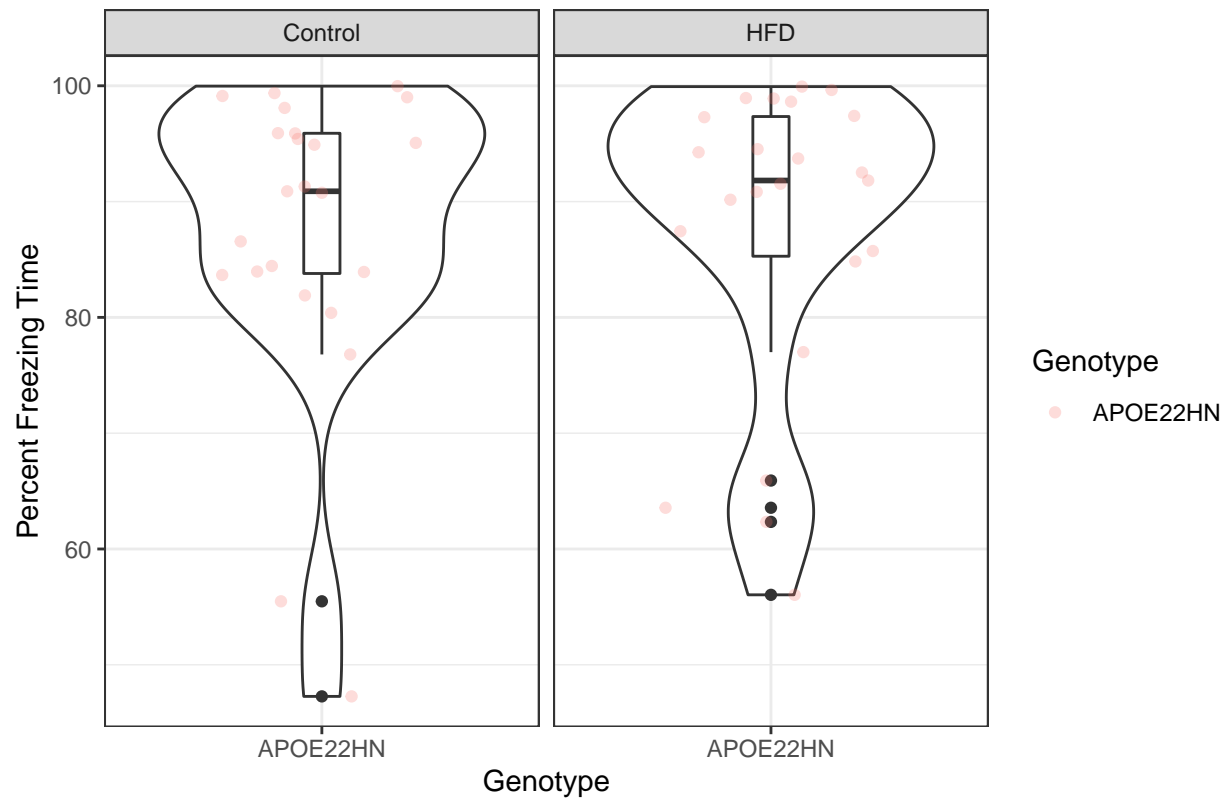 Control
HFD
100
80
60
Percent Freezing Time
APOE22HN
APOE22HN
Genotype
Genotype
APOE22HN